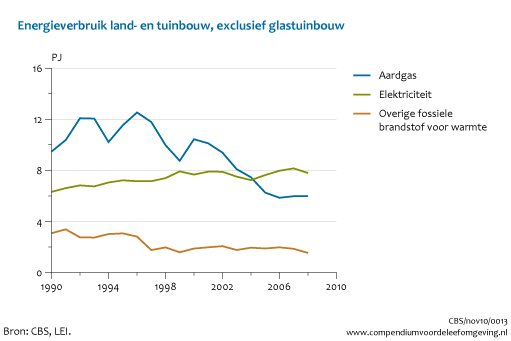 Energieverbruik land- en tuinbouw, exclusief glastuinbouw
PJ
16
12
8
4
0
1990 1994 1998 2002 2006 2010
Aardgas
Elektriciteit
Overige fossiele
brandstof voor warmte
CBS/nov10/0013
Bron: CBS, LEI.
www.compendiumvoordeleefomgeving.nl